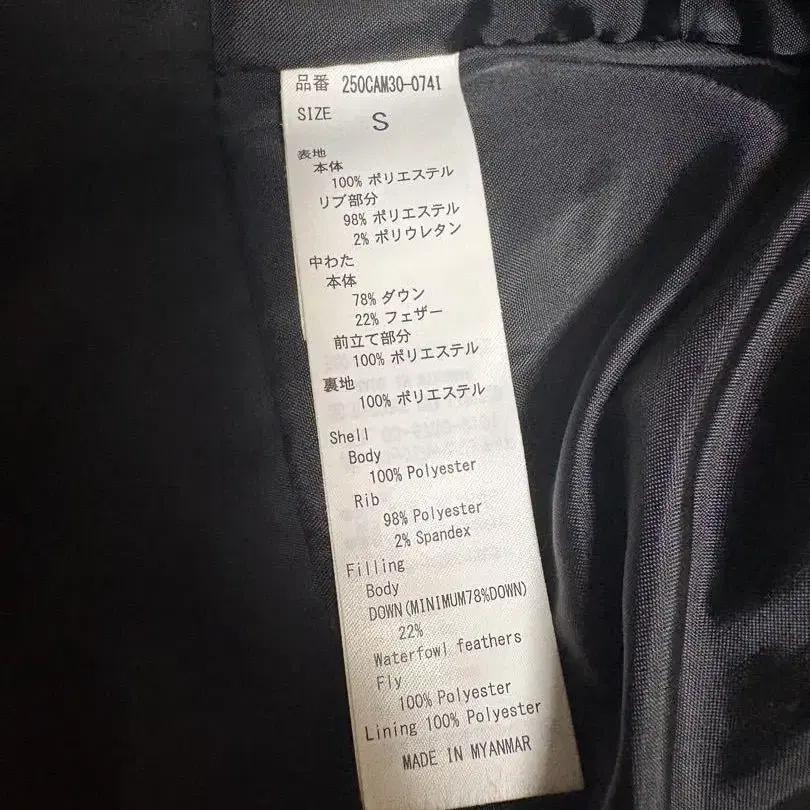 品番 250CAM30-0741
SIZE S
表地
本体
100% ポリエステル
リブ部分
98% ポリエステル
2% ポリウレタン
中わた
本体
78% ダウン
22% フェザー
前立て部分
100% ポリエステル
裏地
100% ポリエステル
Shell
Body
100% Polyester
Rib
98% Polyester
2% Spandex
Filling
Body
DOWN(MINIMUM78%DOWN)
22%
Waterfowl feathers
Fly
100% Polyester
Lining 100% Polyester
MADE IN MYANMAR